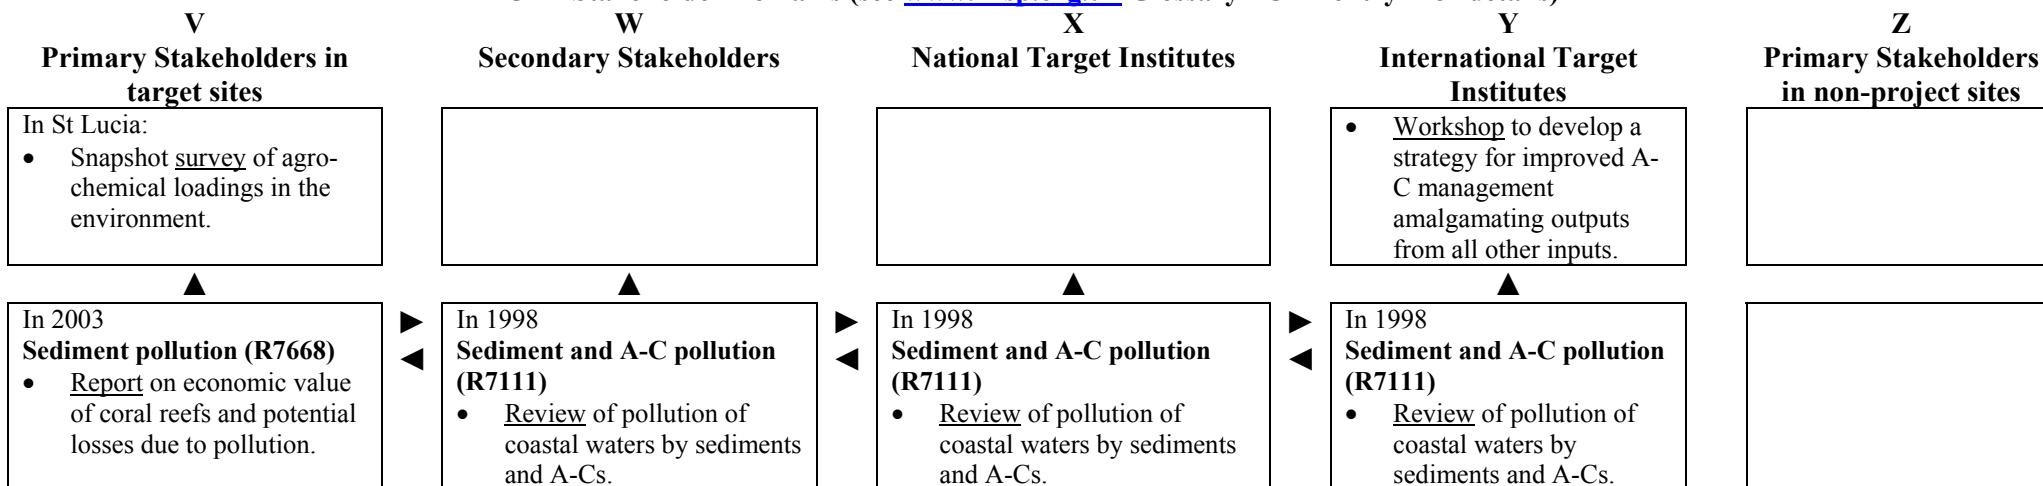 V
Primary Stakeholders in
target sites
W
Secondary Stakeholders
X
National Target Institutes
Y
International Target
Institutes
Z
Primary Stakeholders
in non-project sites
In St Lucia:
• Snapshot survey of agro-
chemical loadings in the
environment.
• Workshop to develop a
strategy for improved A-
C management
amalgamating outputs
from all other inputs.
▲ ▲ ▲ ▲
In 2003
Sediment pollution (R7668)
• Report on economic value
of coral reefs and potential
losses due to pollution.
►
◄
In 1998
Sediment and A-C pollution
(R7111)
• Review of pollution of
coastal waters by sediments
and A-Cs.
►
◄
In 1998
Sediment and A-C pollution
(R7111)
• Review of pollution of
coastal waters by sediments
and A-Cs.
►
◄
In 1998
Sediment and A-C pollution
(R7111)
• Review of pollution of
coastal waters by
sediments and A-Cs.